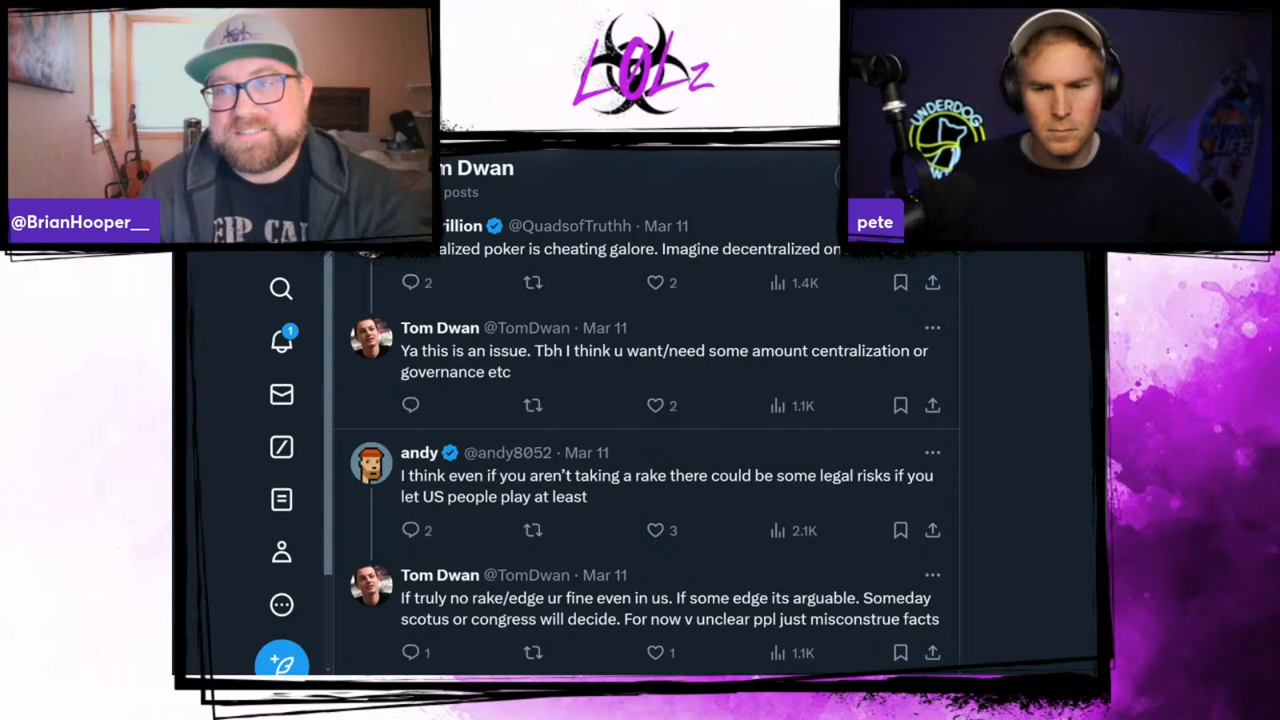 LOLz
UNDERDOG
@BrianHooper__
pete
m Dwan
posts
rillion @QuadsofTruthh · Mar 11
alized poker is cheating galore. Imagine decentralized on
2
2
1.4K
Tom Dwan @TomDwan · Mar 11
Ya this is an issue. Tbh I think u want/need some amount centralization or
governance etc
2
1.1K
1
andy @andy8052 · Mar 11
I think even if you aren't taking a rake there could be some legal risks if you
let US people play at least
2
3
2.1K
Tom Dwan @TomDwan · Mar 11
If truly no rake/edge ur fine even in us. If some edge its arguable. Someday
scotus or congress will decide. For now v unclear ppl just misconstrue facts
1
1
1.1K